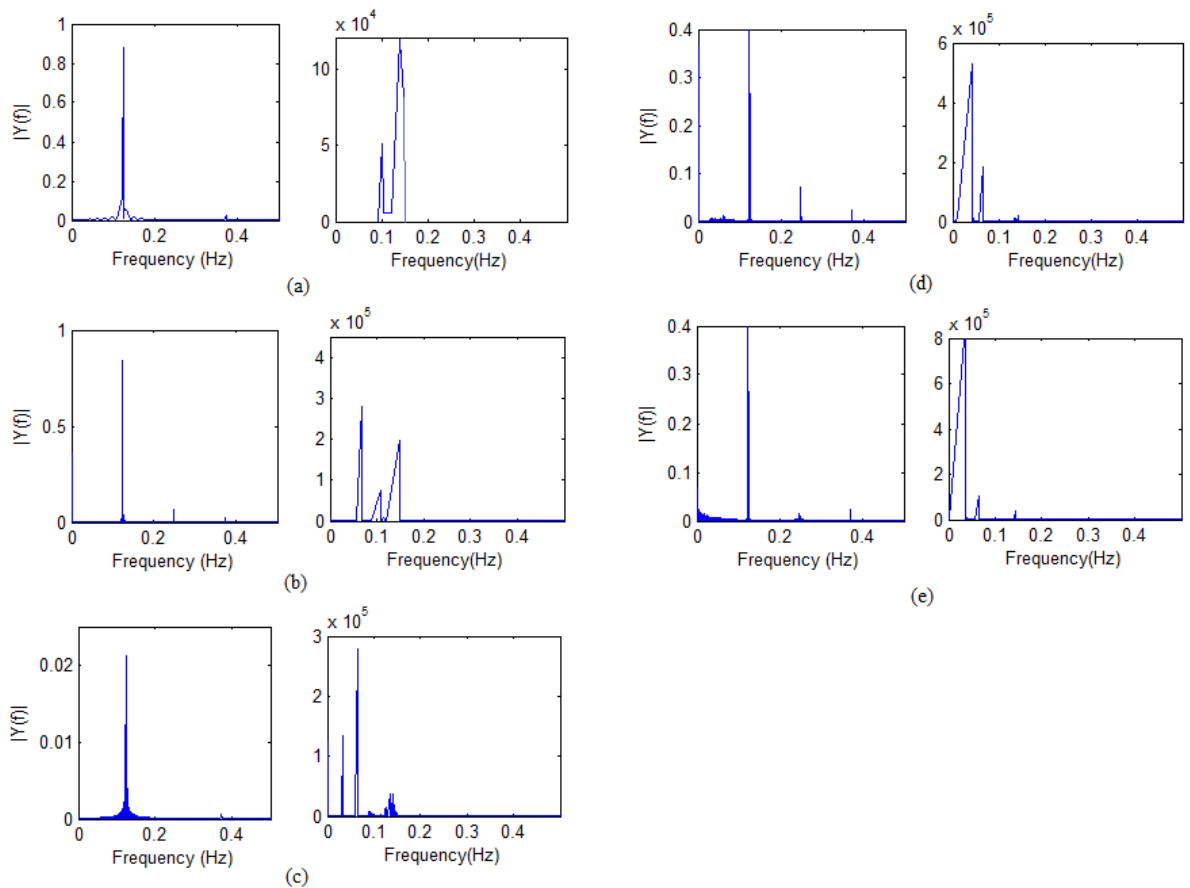 1
0.8
0.6
0.4
0.2
0
0 0.2 0.4
|Y(f)|
Frequency (Hz)
x 10^4
10
5
0
0 0.1 0.2 0.3 0.4
Frequency(Hz)
(a)
1
0.5
0
0 0.2 0.4
|Y(f)|
Frequency (Hz)
x 10^5
4
3
2
1
0
0 0.1 0.2 0.3 0.4
Frequency(Hz)
(b)
0.02
0.01
0
0 0.2 0.4
|Y(f)|
Frequency (Hz)
x 10^5
3
2
1
0
0 0.1 0.2 0.3 0.4
Frequency(Hz)
(c)
0.4
0.3
0.2
0.1
0
0 0.2 0.4
|Y(f)|
Frequency (Hz)
x 10^5
6
4
2
0
0 0.1 0.2 0.3 0.4
Frequency(Hz)
(d)
0.4
0.3
0.2
0.1
0
0 0.2 0.4
|Y(f)|
Frequency (Hz)
x 10^5
8
6
4
2
0
0 0.1 0.2 0.3 0.4
Frequency(Hz)
(e)